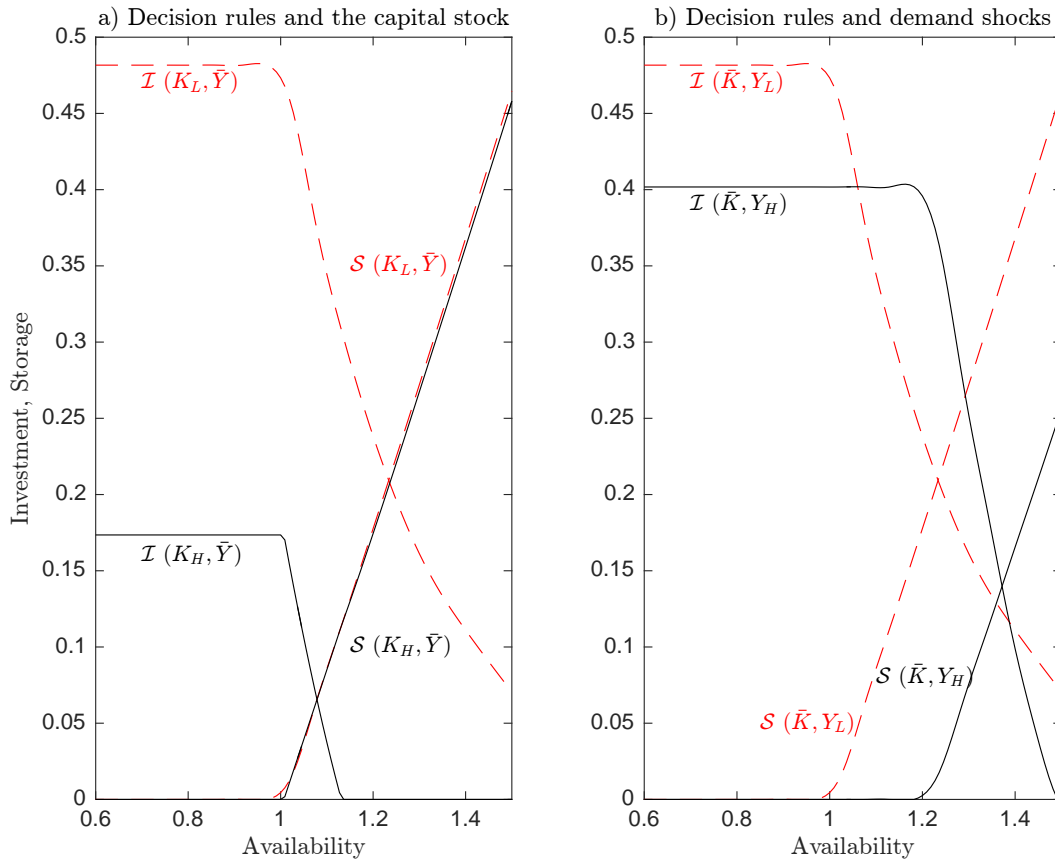 a) Decision rules and the capital stock
0.5
0.45
0.4
0.35
0.3
0.25
0.2
0.15
0.1
0.05
0
0.6 0.8 1 1.2 1.4
Availability
Investment, Storage
I (K_L, Ȳ)
S (K_L, Ȳ)
I (K_H, Ȳ)
S (K_H, Ȳ)
b) Decision rules and demand shocks
0.5
0.45
0.4
0.35
0.3
0.25
0.2
0.15
0.1
0.05
0
0.6 0.8 1 1.2 1.4
Availability
I (K̄, Y_L)
I (K̄, Y_H)
S (K̄, Y_H)
S (K̄, Y_L)